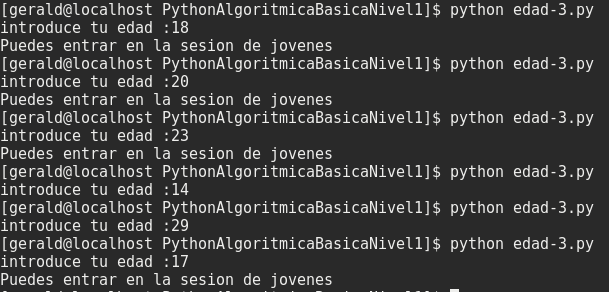 [gerald@localhost PythonAlgoritmicaBasicaNivel1]$ python edad-3.py
introduce tu edad :18
Puedes entrar en la sesion de jovenes
[gerald@localhost PythonAlgoritmicaBasicaNivel1]$ python edad-3.py
introduce tu edad :20
Puedes entrar en la sesion de jovenes
[gerald@localhost PythonAlgoritmicaBasicaNivel1]$ python edad-3.py
introduce tu edad :23
Puedes entrar en la sesion de jovenes
[gerald@localhost PythonAlgoritmicaBasicaNivel1]$ python edad-3.py
introduce tu edad :14
[gerald@localhost PythonAlgoritmicaBasicaNivel1]$ python edad-3.py
introduce tu edad :29
[gerald@localhost PythonAlgoritmicaBasicaNivel1]$ python edad-3.py
introduce tu edad :17
Puedes entrar en la sesion de jovenes